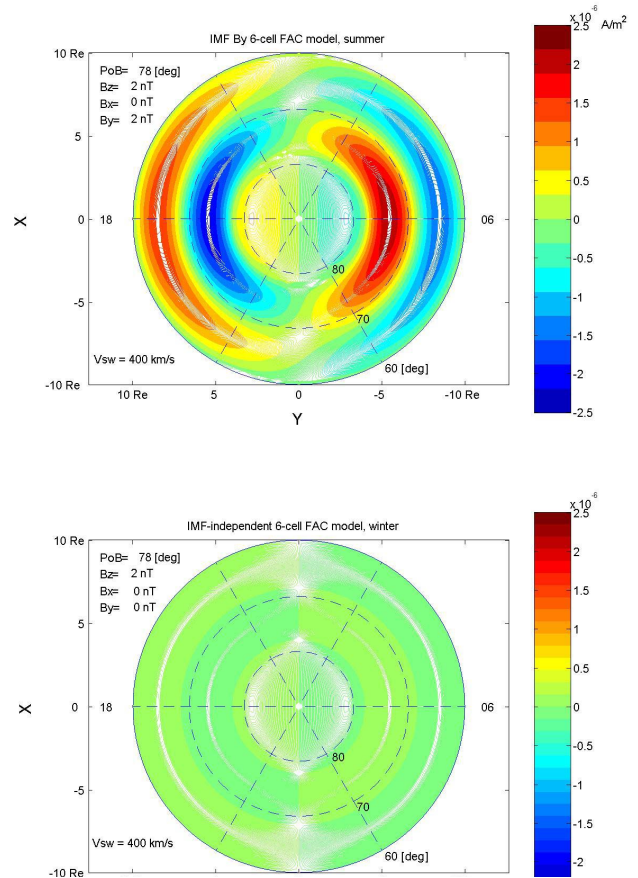 x 10⁻⁶
A/m²
IMF By 6-cell FAC model, summer
10 Re
5
0
-5
-10 Re
X
PoB= 78 [deg]
Bz= 2 nT
Bx= 0 nT
By= 2 nT
18
06
80
70
60 [deg]
Vsw = 400 km/s
10 Re
5
0
-5
-10 Re
Y
2.5
2
1.5
1
0.5
0
-0.5
-1
-1.5
-2
-2.5
x 10⁻⁶
IMF-independent 6-cell FAC model, winter
10 Re
5
0
-5
-10 Re
X
PoB= 78 [deg]
Bz= 2 nT
Bx= 0 nT
By= 0 nT
18
06
80
70
60 [deg]
Vsw = 400 km/s
2.5
2
1.5
1
0.5
0
-0.5
-1
-1.5
-2